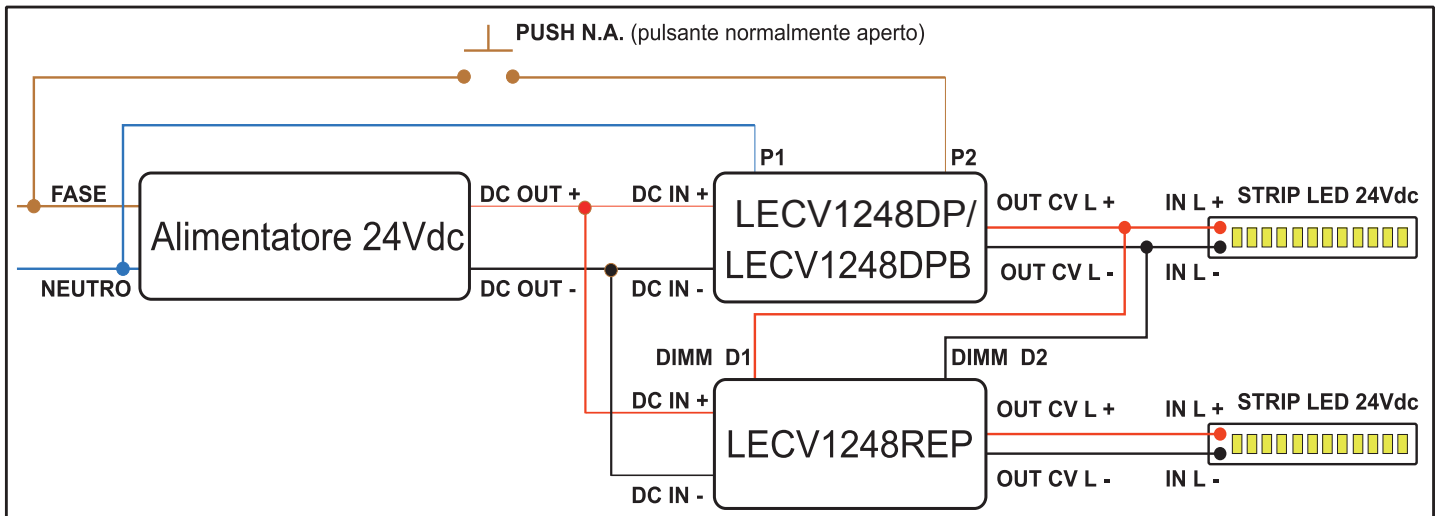 PUSH N.A. (pulsante normalmente aperto)
P1
P2
FASE
DC OUT +
DC IN +
OUT CV L +
IN L +
STRIP LED 24Vdc
Alimentatore 24Vdc
LECV1248DP/
LECV1248DPB
NEUTRO
DC OUT -
DC IN -
OUT CV L -
IN L -
DIMM D1
DIMM D2
DC IN +
OUT CV L +
IN L +
STRIP LED 24Vdc
LECV1248REP
DC IN -
OUT CV L -
IN L -